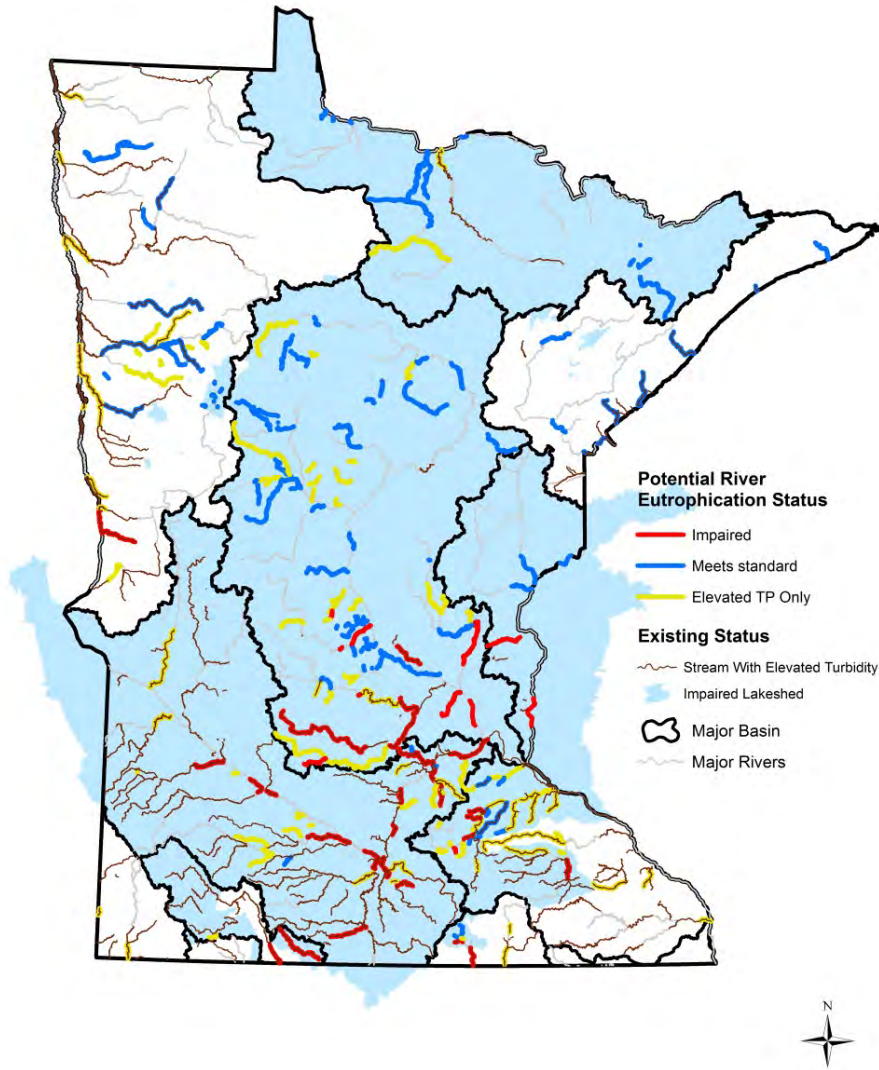 Potential River
Eutrophication Status
Impaired
Meets standard
Elevated TP Only
Existing Status
Stream With Elevated Turbidity
Impaired Lakeshed
Major Basin
Major Rivers
N